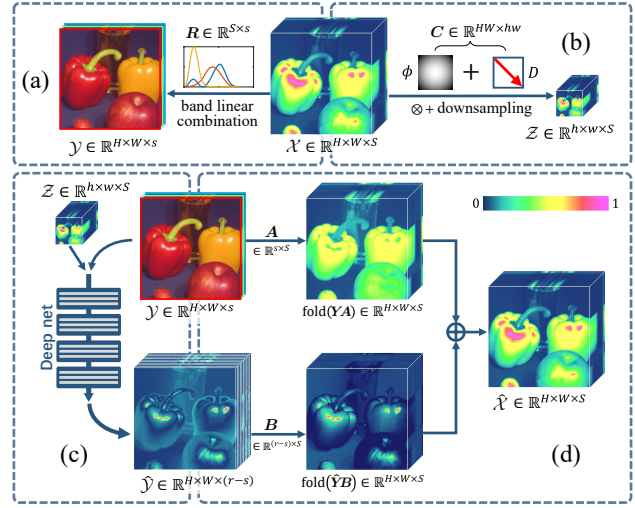 (a)
R ∈ ℝ^{S×s}
band linear
combination
𝒴 ∈ ℝ^{H×W×s}
𝒳 ∈ ℝ^{H×W×S}
C ∈ ℝ^{HW×hw}
(b)
ϕ
+
D
⊗ + downsampling
𝒵 ∈ ℝ^{h×w×S}
𝒵 ∈ ℝ^{h×w×S}
Deep net
(c)
𝒴 ∈ ℝ^{H×W×s}
A
∈ ℝ^{s×S}
fold(YA) ∈ ℝ^{H×W×S}
0
1
𝒴̂ ∈ ℝ^{H×W×(r−s)}
B
∈ ℝ^{(r−s)×S}
fold(ŶB) ∈ ℝ^{H×W×S}
⊕
𝒳̂ ∈ ℝ^{H×W×S}
(d)